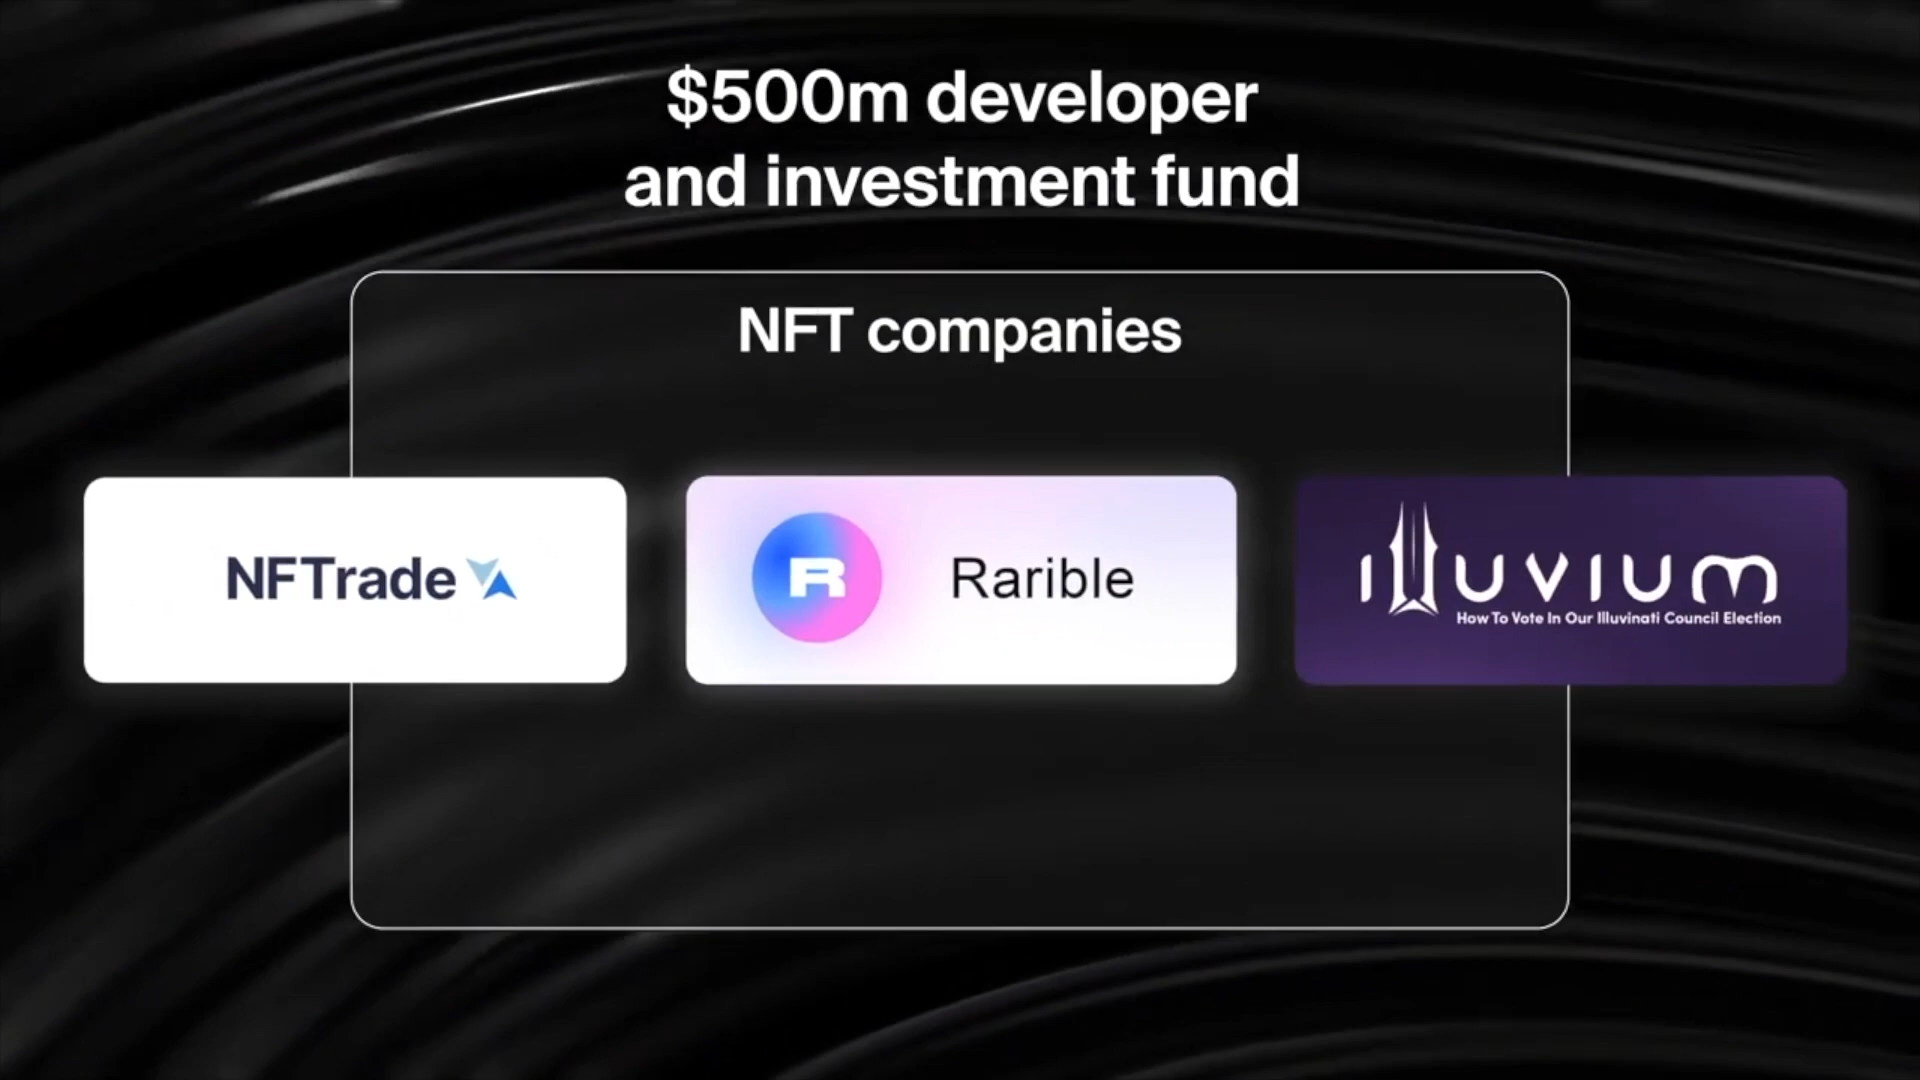 $500m developer
and investment fund
NFT companies
NFTrade
R
Rarible
illuvium
How To Vote In Our Illuvinati Council Election